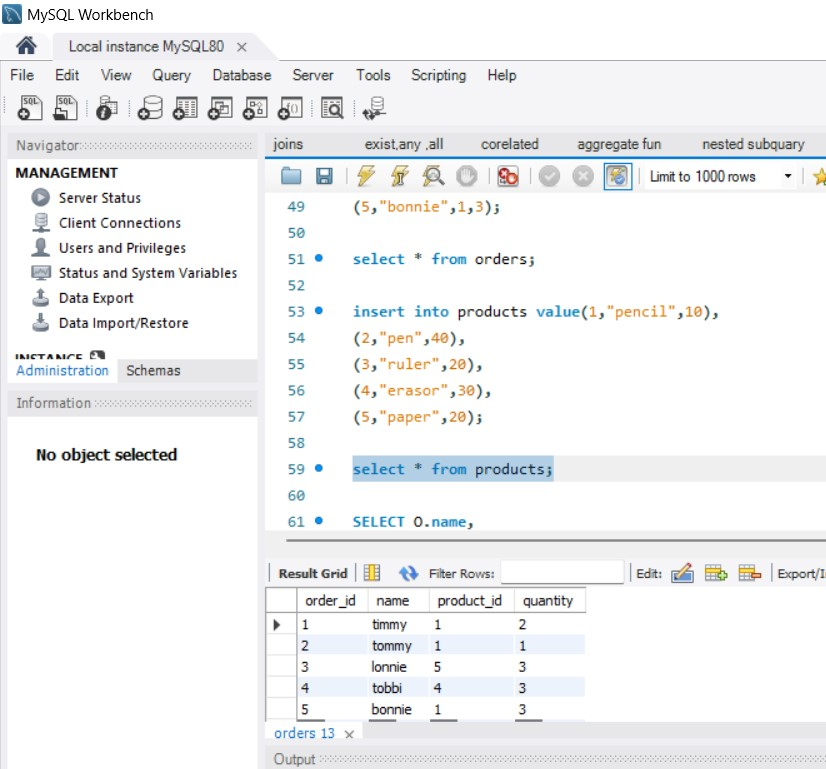 MySQL Workbench
Local instance MySQL80 ×
File Edit View Query Database Server Tools Scripting Help
SQL SQL
Navigator
MANAGEMENT
Server Status
Client Connections
Users and Privileges
Status and System Variables
Data Export
Data Import/Restore
INSTANCE
Administration Schemas
Information
No object selected
joins exist,any ,all corelated aggregate fun nested subquary
Limit to 1000 rows
49 (5,"bonnie",1,3);
50
51 select * from orders;
52
53 insert into products value(1,"pencil",10),
54 (2,"pen",40),
55 (3,"ruler",20),
56 (4,"erasor",30),
57 (5,"paper",20);
58
59 select * from products;
60
61 SELECT O.name,
Result Grid Filter Rows: Edit: Export/I
order_id name product_id quantity
1 timmy 1 2
2 tommy 1 1
3 lonnie 5 3
4 tobbi 4 3
5 bonnie 1 3
orders 13 ×
Output